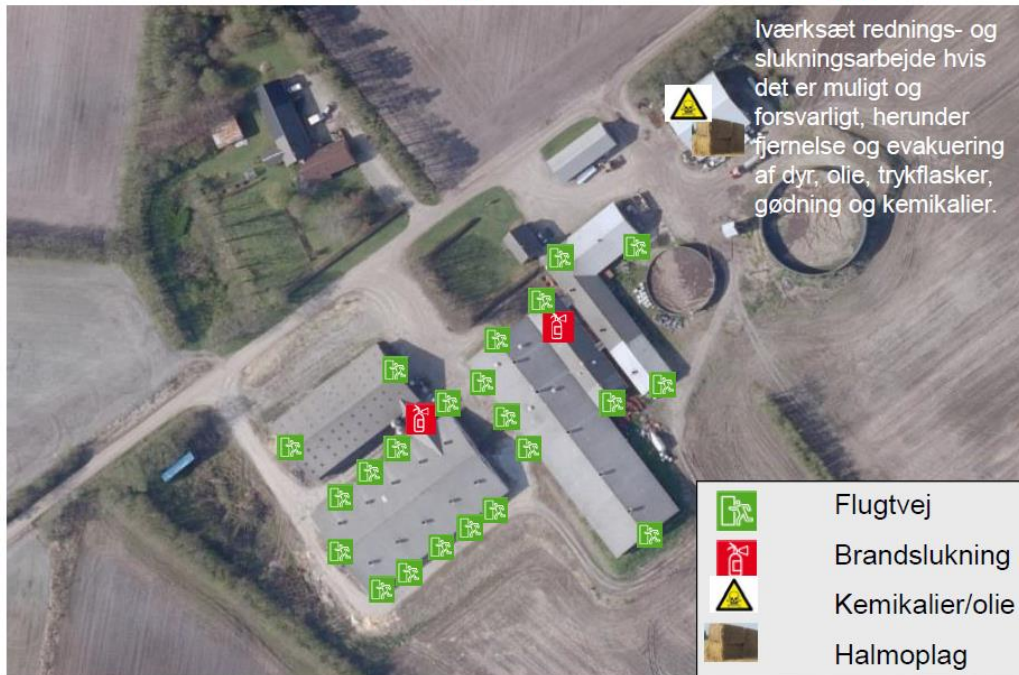 Iværksæt rednings- og
slukningsarbejde hvis
det er muligt og
forsvarligt, herunder
fjernelse og evakuering
af dyr, olie, trykflasker,
gødning og kemikalier.
Flugtvej
Brandslukning
Kemikalier/olie
Halmoplag